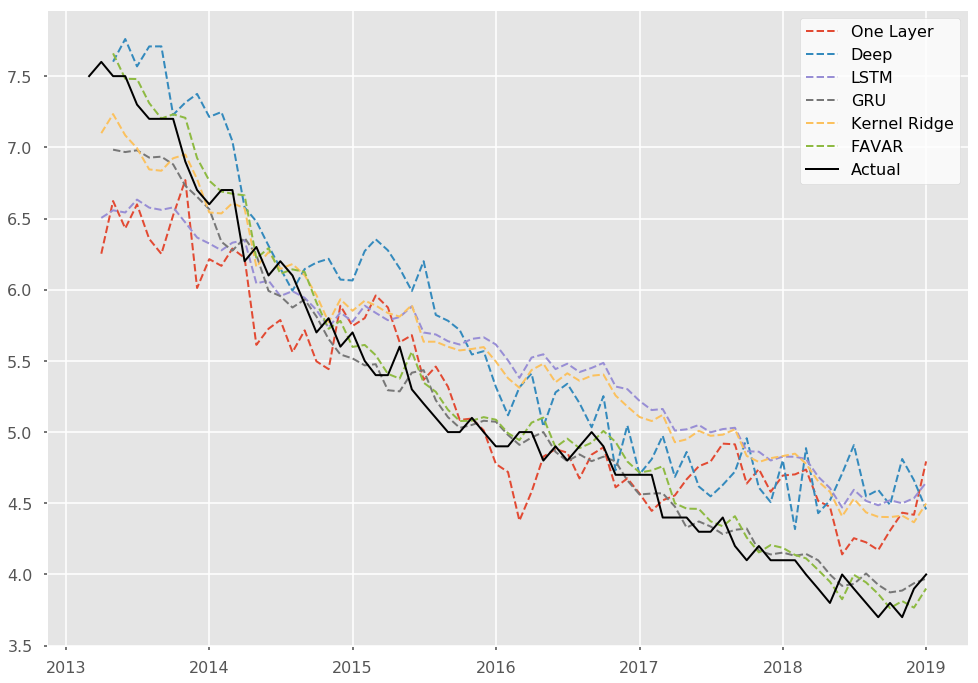 One Layer
Deep
LSTM
GRU
Kernel Ridge
FAVAR
Actual
7.5
7.0
6.5
6.0
5.5
5.0
4.5
4.0
3.5
2013 2014 2015 2016 2017 2018 2019